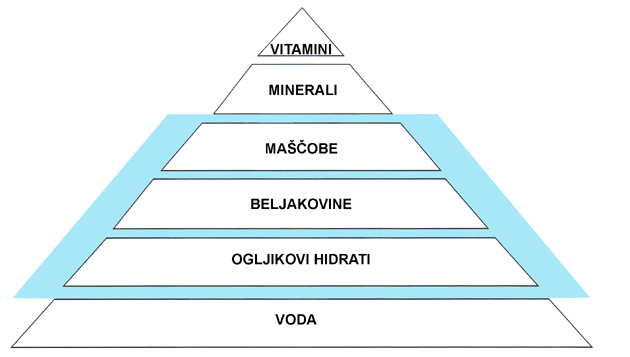 VITAMINI
MINERALI
MAŠČOBE
BELJAKOVINE
OGLJIKOVI HIDRATI
VODA